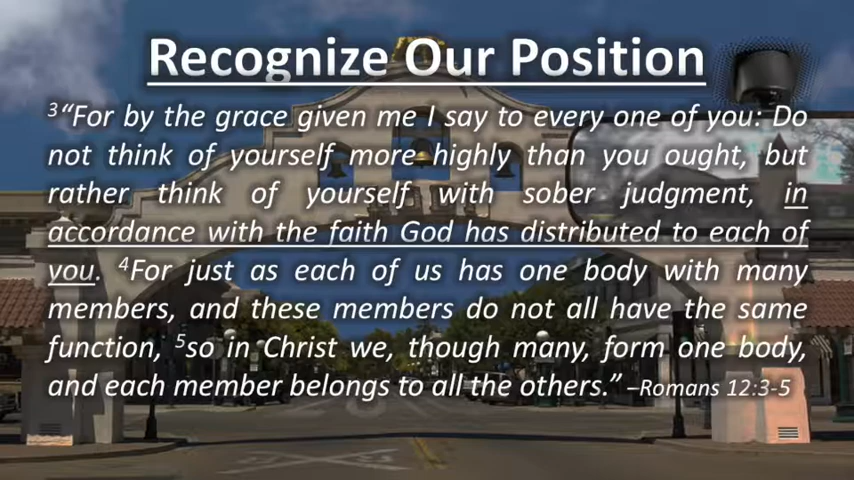 Recognize Our Position
³“For by the grace given me I say to every one of you: Do
not think of yourself more highly than you ought, but
rather think of yourself with sober judgment, in
accordance with the faith God has distributed to each of
you. ⁴For just as each of us has one body with many
members, and these members do not all have the same
function, ⁵so in Christ we, though many, form one body,
and each member belongs to all the others.” –Romans 12:3-5